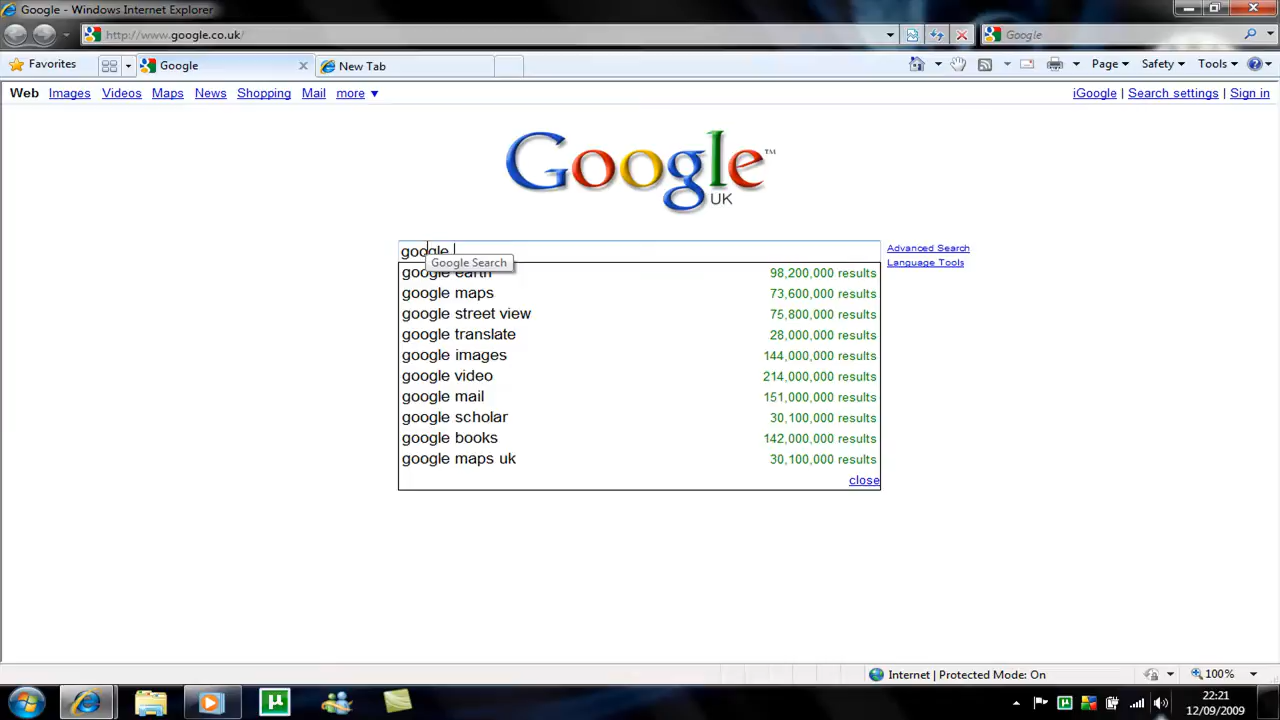 Google - Windows Internet Explorer
http://www.google.co.uk/
Google
Favorites
Google
New Tab
Page
Safety
Tools
Web Images Videos Maps News Shopping Mail more ▼
iGoogle | Search settings | Sign in
Google™
UK
google
Google Search
Advanced Search
Language Tools
google earth 98,200,000 results
google maps 73,600,000 results
google street view 75,800,000 results
google translate 28,000,000 results
google images 144,000,000 results
google video 214,000,000 results
google mail 151,000,000 results
google scholar 30,100,000 results
google books 142,000,000 results
google maps uk 30,100,000 results
close
Internet | Protected Mode: On
100%
22:21
12/09/2009